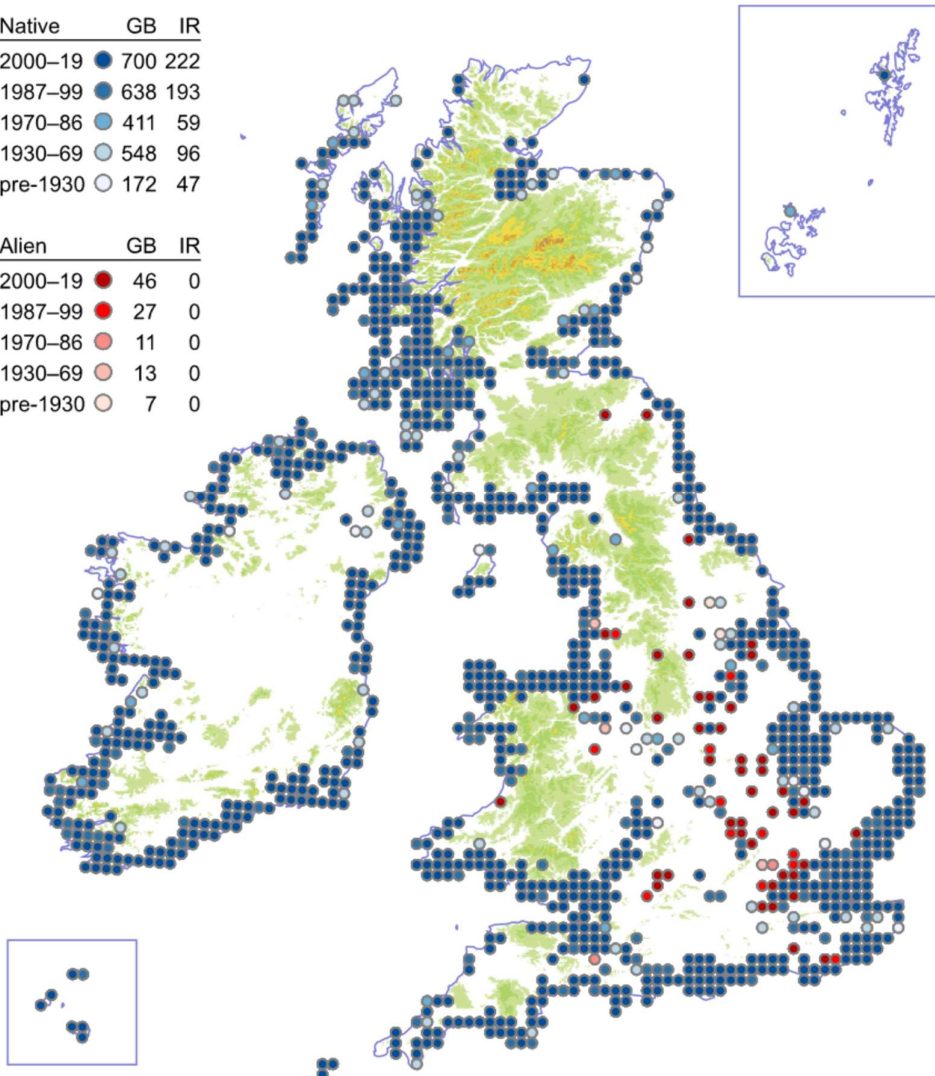 Native GB IR
2000–19 700 222
1987–99 638 193
1970–86 411 59
1930–69 548 96
pre-1930 172 47
Alien GB IR
2000–19 46 0
1987–99 27 0
1970–86 11 0
1930–69 13 0
pre-1930 7 0